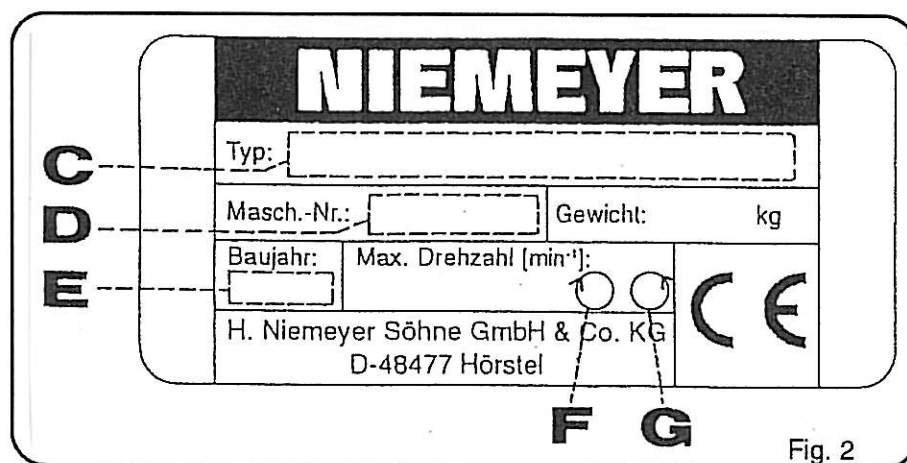 NIEMEYER
C
Typ:
D
Masch.-Nr.: Gewicht: kg
E
Baujahr: Max. Drehzahl [min⁻¹]:
CE
H. Niemeyer Söhne GmbH & Co. KG
D-48477 Hörstel
F G
Fig. 2